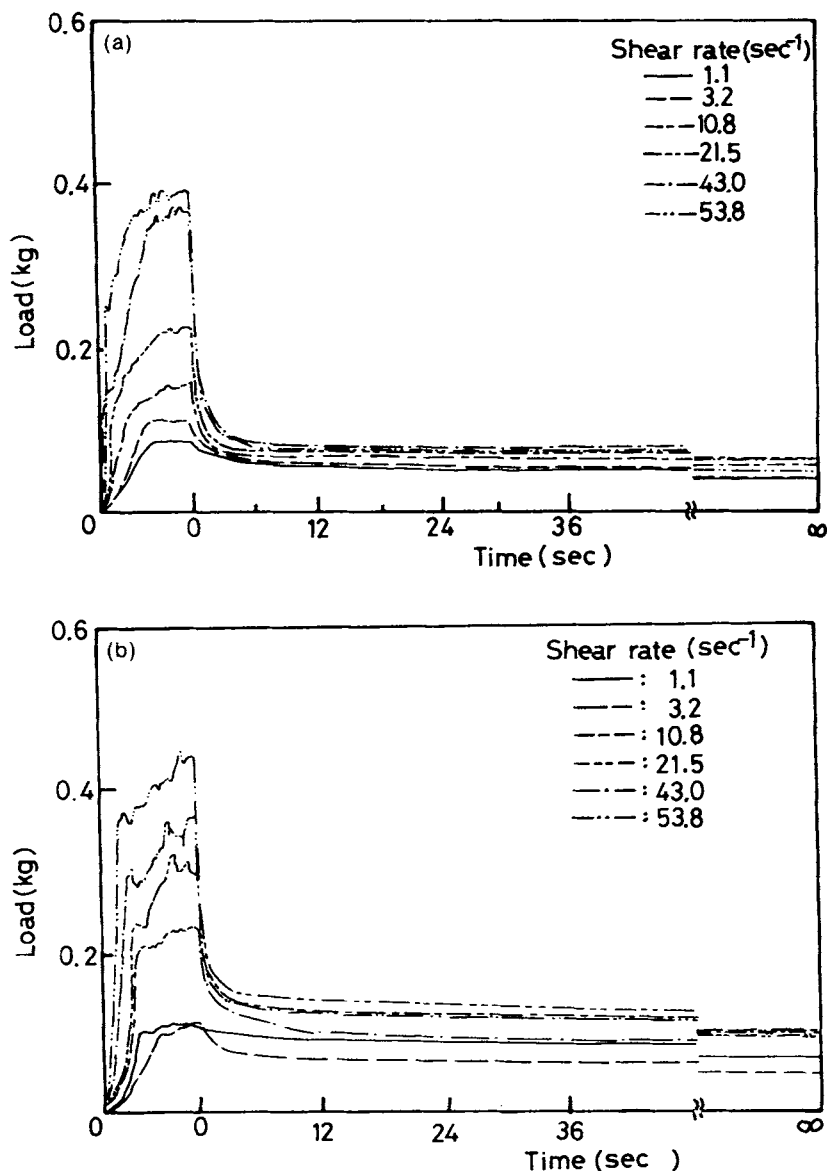 (a)
0.6
0.4
0.2
0
Load (kg)
Shear rate (sec⁻¹)
1.1
3.2
10.8
21.5
43.0
53.8
0 12 24 36 ∞
Time (sec)
(b)
0.6
0.4
0.2
0
Load (kg)
Shear rate (sec⁻¹)
: 1.1
: 3.2
: 10.8
: 21.5
: 43.0
: 53.8
0 12 24 36 ∞
Time (sec)